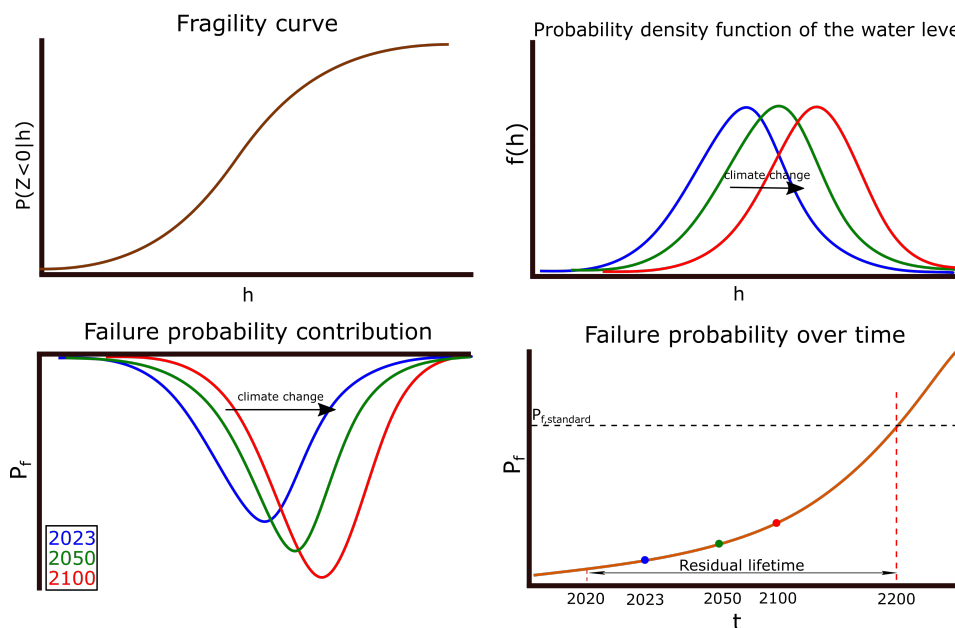 Fragility curve
P(Z<0|h)
h
Probability density function of the water leve
f(h)
climate change
h
Failure probability contribution
climate change
P_f
2023
2050
2100
Failure probability over time
P_f,standard
P_f
Residual lifetime
2020 2023 2050 2100 2200
t